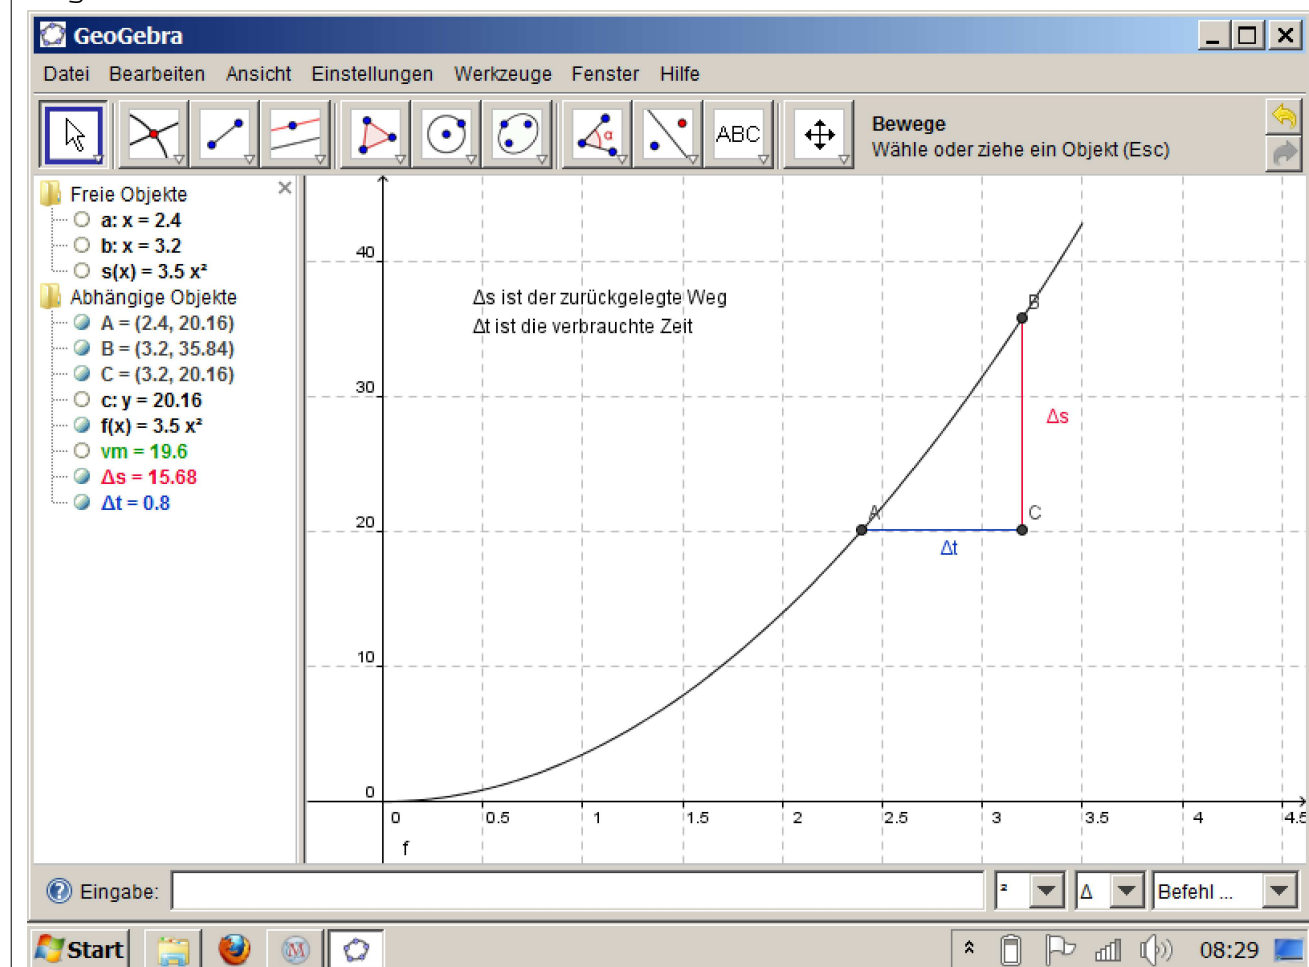 GeoGebra
Datei Bearbeiten Ansicht Einstellungen Werkzeuge Fenster Hilfe
ABC
Bewege
Wähle oder ziehe ein Objekt (Esc)
Freie Objekte
a: x = 2.4
b: x = 3.2
s(x) = 3.5 x²
Abhängige Objekte
A = (2.4, 20.16)
B = (3.2, 35.84)
C = (3.2, 20.16)
c: y = 20.16
f(x) = 3.5 x²
vm = 19.6
Δs = 15.68
Δt = 0.8
Δs ist der zurückgelegte Weg
Δt ist die verbrauchte Zeit
40
30
20
10
0
B
Δs
A
C
Δt
0 0.5 1 1.5 2 2.5 3 3.5 4 4.5
f
Eingabe:
² Δ Befehl ...
Start
08:29